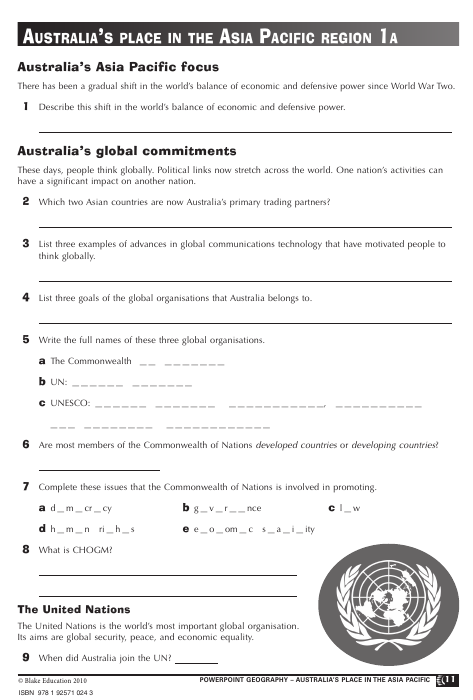 AUSTRALIA'S PLACE IN THE ASIA PACIFIC REGION 1A
Australia's Asia Pacific focus
There has been a gradual shift in the world's balance of economic and defensive power since World War Two.
1 Describe this shift in the world's balance of economic and defensive power.
Australia's global commitments
These days, people think globally. Political links now stretch across the world. One nation's activities can
have a significant impact on another nation.
2 Which two Asian countries are now Australia's primary trading partners?
3 List three examples of advances in global communications technology that have motivated people to
think globally.
4 List three goals of the global organisations that Australia belongs to.
5 Write the full names of these three global organisations.
a The Commonwealth __ _______
b UN: ______ _______
c UNESCO: ______ _______ ___________, __________
___ ________ ____________
6 Are most members of the Commonwealth of Nations developed countries or developing countries?
7 Complete these issues that the Commonwealth of Nations is involved in promoting.
a d_m_cr_cy b g_v_r__nce c l_w
d h_m_n ri_h_s e e_o_om_c s_a_i_ity
8 What is CHOGM?
The United Nations
The United Nations is the world's most important global organisation.
Its aims are global security, peace, and economic equality.
9 When did Australia join the UN?
© Blake Education 2010 POWERPOINT GEOGRAPHY – AUSTRALIA'S PLACE IN THE ASIA PACIFIC 11
ISBN 978 1 92571 024 3